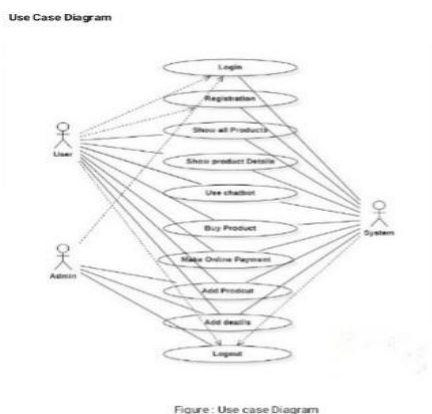 Use Case Diagram
Login
Registration
Show all Products
User
Show product Details
Use chatbot
Buy Product
System
Make Online Payment
Admin
Add Prodcut
Add deatils
Logout
Figure : Use case Diagram